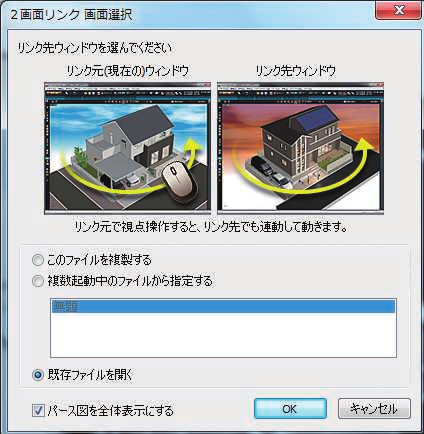 ２画面リンク 画面選択
リンク先ウィンドウを選んでください
リンク元(現在の)ウィンドウ
リンク先ウィンドウ
リンク元で視点操作すると、リンク先でも連動して動きます。
このファイルを複製する
複数起動中のファイルから指定する
無題
既存ファイルを開く
パース図を全体表示にする
OK
キャンセル